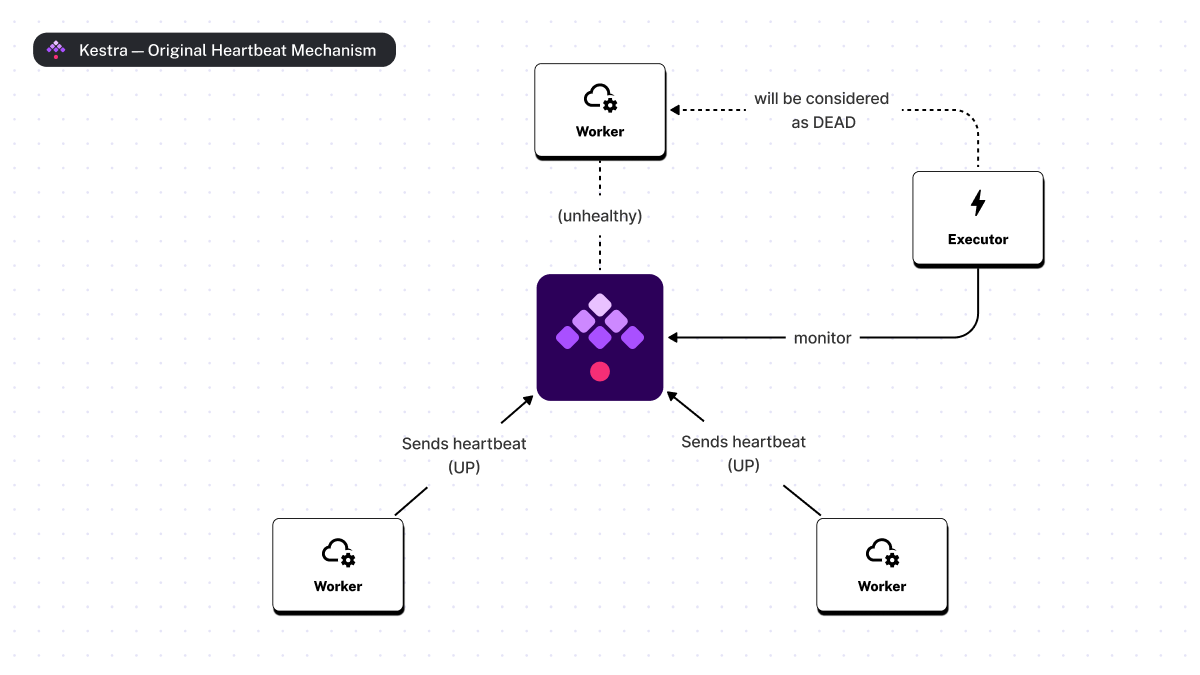 Kestra — Original Heartbeat Mechanism
Worker
will be considered
as DEAD
(unhealthy)
Executor
monitor
Sends heartbeat
(UP)
Sends heartbeat
(UP)
Worker
Worker